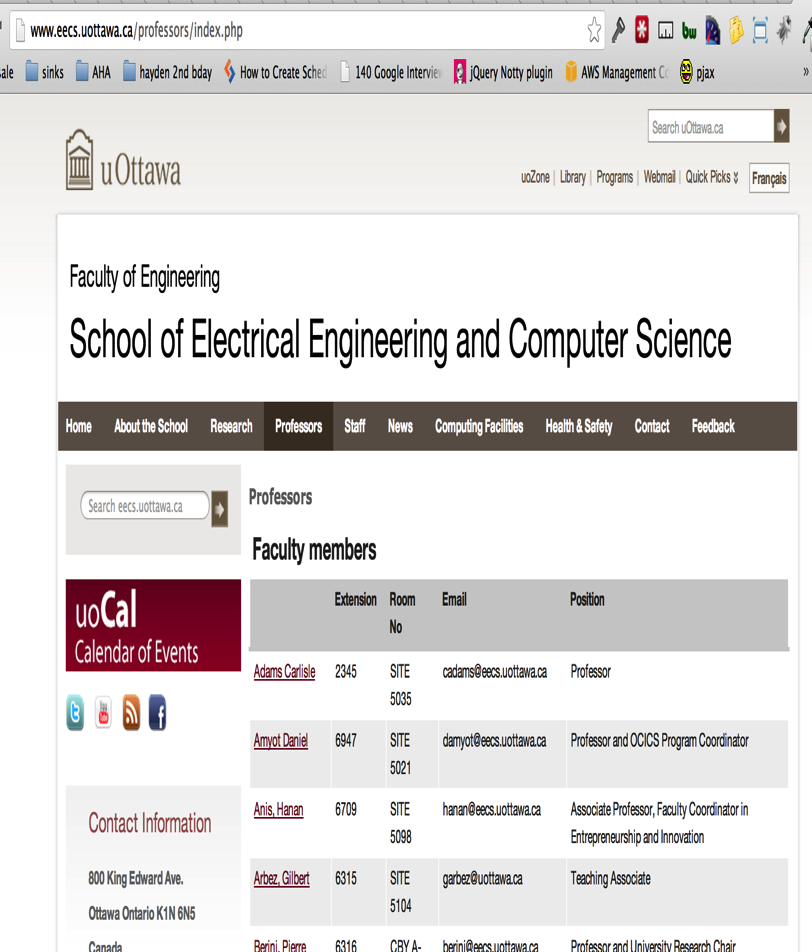 www.eecs.uottawa.ca/professors/index.php
bw
ale sinks AHA hayden 2nd bday How to Create Sched 140 Google Interview jQuery Notty plugin AWS Management Co pjax »
Search uOttawa.ca
uOttawa
uoZone | Library | Programs | Webmail | Quick Picks Français
Faculty of Engineering
School of Electrical Engineering and Computer Science
Home About the School Research Professors Staff News Computing Facilities Health & Safety Contact Feedback
Search eecs.uottawa.ca
uoCal
Calendar of Events
You Tube
Contact Information
800 King Edward Ave.
Ottawa Ontario K1N 6N5
Canada
Professors
Faculty members
Extension Room No Email Position
Adams Carlisle 2345 SITE 5035 cadams@eecs.uottawa.ca Professor
Amyot Daniel 6947 SITE 5021 damyot@eecs.uottawa.ca Professor and OCICS Program Coordinator
Anis, Hanan 6709 SITE 5098 hanan@eecs.uottawa.ca Associate Professor, Faculty Coordinator in Entrepreneurship and Innovation
Arbez, Gilbert 6315 SITE 5104 garbez@uottawa.ca Teaching Associate
Berini, Pierre 6316 CBY A- berini@eecs.uottawa.ca Professor and University Research Chair